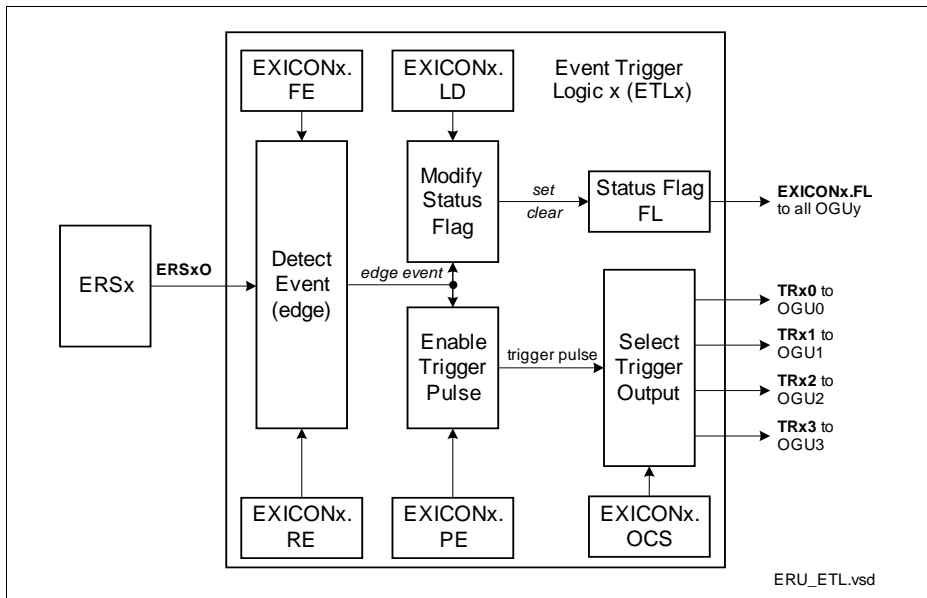 EXICONx.
FE
EXICONx.
LD
Event Trigger
Logic x (ETLx)
ERSx
ERSxO
Detect
Event
(edge)
edge event
Modify
Status
Flag
set
clear
Status Flag
FL
EXICONx.FL
to all OGUy
Enable
Trigger
Pulse
trigger pulse
Select
Trigger
Output
TRx0 to
OGU0
TRx1 to
OGU1
TRx2 to
OGU2
TRx3 to
OGU3
EXICONx.
RE
EXICONx.
PE
EXICONx.
OCS
ERU_ETL.vsd